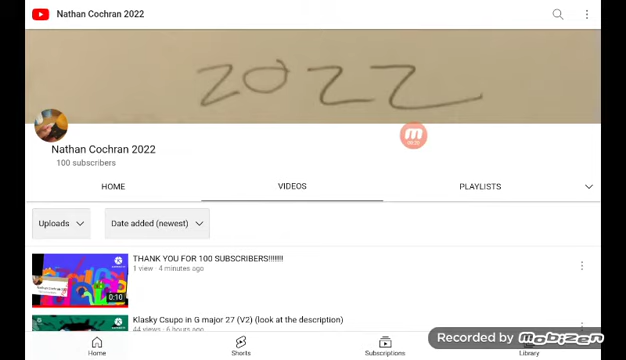 Nathan Cochran 2022
2022
Nathan Cochran 2022
100 subscribers
HOME
VIDEOS
PLAYLISTS
Uploads
Date added (newest)
THANK YOU FOR 100 SUBSCRIBERS!!!!!!!!
1 view · 4 minutes ago
0:10
Klasky Csupo in G major 27 (V2) (look at the description)
44 views · 6 hours ago
Recorded by MOBIZEN
Home
Shorts
Subscriptions
Library